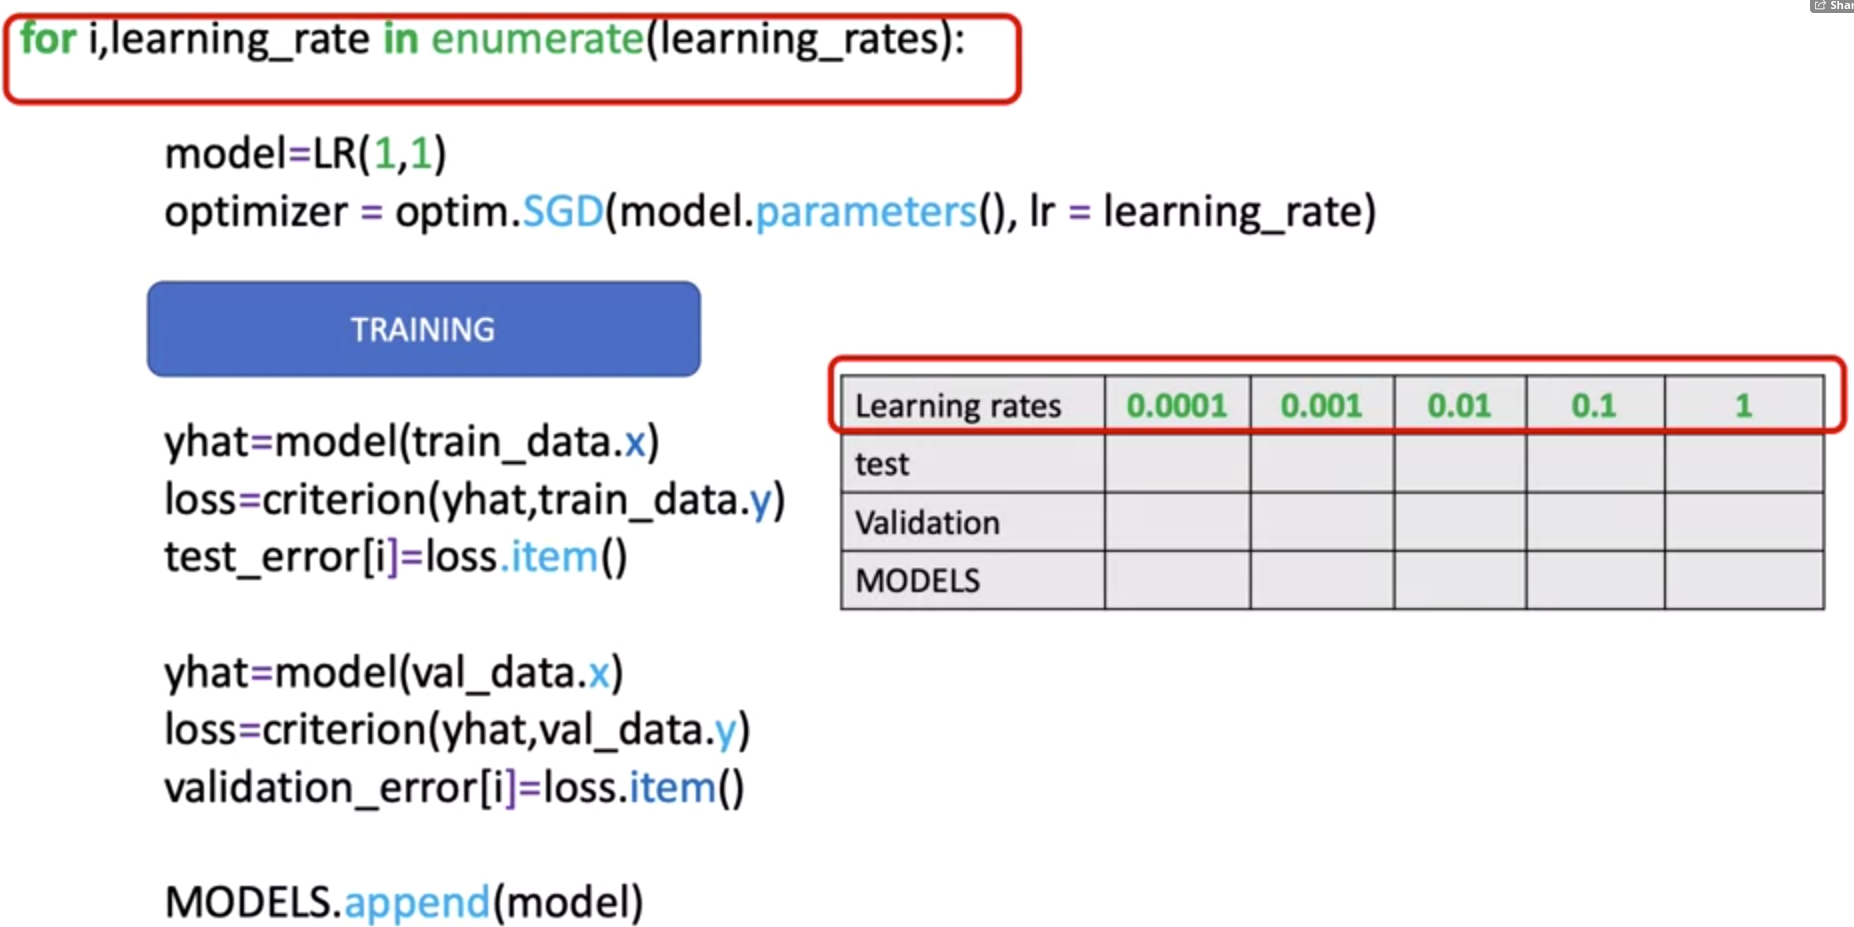 Shar
for i,learning_rate in enumerate(learning_rates):
model=LR(1,1)
optimizer = optim.SGD(model.parameters(), lr = learning_rate)
TRAINING
yhat=model(train_data.x)
loss=criterion(yhat,train_data.y)
test_error[i]=loss.item()
yhat=model(val_data.x)
loss=criterion(yhat,val_data.y)
validation_error[i]=loss.item()
MODELS.append(model)
Learning rates 0.0001 0.001 0.01 0.1 1
test
Validation
MODELS